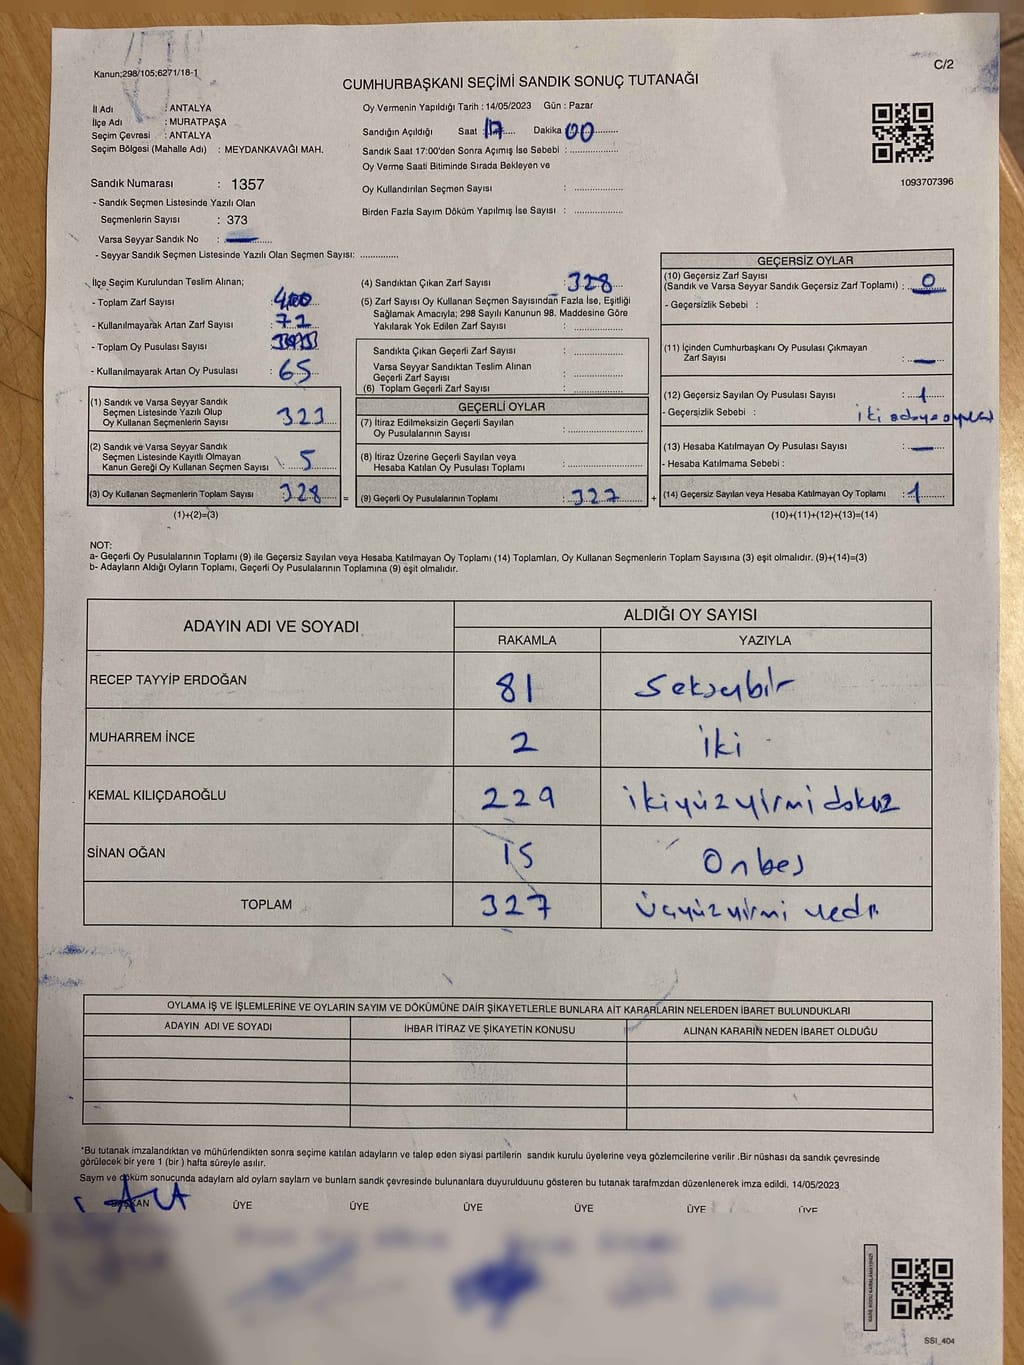 Kanun;298/105;6271/18-1
C/2
CUMHURBAŞKANI SEÇİMİ SANDIK SONUÇ TUTANAĞI
İl Adı : ANTALYA
İlçe Adı : MURATPAŞA
Seçim Çevresi : ANTALYA
Seçim Bölgesi (Mahalle Adı) : MEYDANKAVAĞI MAH.
Oy Vermenin Yapıldığı Tarih : 14/05/2023 Gün : Pazar
Sandığın Açıldığı Saat : 17 Dakika 00
Sandık Saat 17:00'den Sonra Açımış İse Sebebi :
Oy Verme Saati Bitiminde Sırada Bekleyen ve
Oy Kullandırılan Seçmen Sayısı :
Birden Fazla Sayım Döküm Yapılmış İse Sayısı :
1093707396
Sandık Numarası : 1357
- Sandık Seçmen Listesinde Yazılı Olan
Seçmenlerin Sayısı : 373
Varsa Seyyar Sandık No :
- Seyyar Sandık Seçmen Listesinde Yazılı Olan Seçmen Sayısı:
İlçe Seçim Kurulundan Teslim Alınan;
- Toplam Zarf Sayısı : 400
- Kullanılmayarak Artan Zarf Sayısı : 72
- Toplam Oy Pusulası Sayısı :
- Kullanılmayarak Artan Oy Pusulası : 65
(1) Sandık ve Varsa Seyyar Sandık
Seçmen Listesinde Yazılı Olup
Oy Kullanan Seçmenlerin Sayısı : 323
(2) Sandık ve Varsa Seyyar Sandık
Seçmen Listesinde Kayıtlı Olmayan
Kanun Gereği Oy Kullanan Seçmen Sayısı : 5
(3) Oy Kullanan Seçmenlerin Toplam Sayısı : 328 =
(1)+(2)=(3)
(4) Sandıktan Çıkan Zarf Sayısı : 328
(5) Zarf Sayısı Oy Kullanan Seçmen Sayısından Fazla İse, Eşitliği
Sağlamak Amacıyla; 298 Sayılı Kanunun 98. Maddesine Göre
Yakılarak Yok Edilen Zarf Sayısı :
Sandıkta Çıkan Geçerli Zarf Sayısı :
Varsa Seyyar Sandıktan Teslim Alınan
Geçerli Zarf Sayısı :
(6) Toplam Geçerli Zarf Sayısı :
GEÇERLİ OYLAR
(7) İtiraz Edilmeksizin Geçerli Sayılan
Oy Pusulalarının Sayısı :
(8) İtiraz Üzerine Geçerli Sayılan veya
Hesaba Katılan Oy Pusulası Toplamı :
(9) Geçerli Oy Pusulalarının Toplamı : 327 +
GEÇERSİZ OYLAR
(10) Geçersiz Zarf Sayısı
(Sandık ve Varsa Seyyar Sandık Geçersiz Zarf Toplamı) : 0
- Geçersizlik Sebebi :
(11) İçinden Cumhurbaşkanı Oy Pusulası Çıkmayan
Zarf Sayısı :
(12) Geçersiz Sayılan Oy Pusulası Sayısı : 1
- Geçersizlik Sebebi : iki adaya oy
(13) Hesaba Katılmayan Oy Pusulası Sayısı :
- Hesaba Katılmama Sebebi :
(14) Geçersiz Sayılan veya Hesaba Katılmayan Oy Toplamı : 1
(10)+(11)+(12)+(13)=(14)
NOT:
a- Geçerli Oy Pusulalarının Toplamı (9) ile Geçersiz Sayılan veya Hesaba Katılmayan Oy Toplamı (14) Toplamları, Oy Kullanan Seçmenlerin Toplam Sayısına (3) eşit olmalıdır. (9)+(14)=(3)
b- Adayların Aldığı Oyların Toplamı, Geçerli Oy Pusulalarının Toplamına (9) eşit olmalıdır.
ADAYIN ADI VE SOYADI
ALDIĞI OY SAYISI
RAKAMLA YAZIYLA
RECEP TAYYİP ERDOĞAN 81 seksenbir
MUHARREM İNCE 2 iki
KEMAL KILIÇDAROĞLU 229 ikiyüzyirmidokuz
SİNAN OĞAN 15 Onbeş
TOPLAM 327 üçyüzyirmi yedi
OYLAMA İŞ VE İŞLEMLERİNE VE OYLARIN SAYIM VE DÖKÜMÜNE DAİR ŞİKAYETLERLE BUNLARA AİT KARARLARIN NELERDEN İBARET BULUNDUKLARI
ADAYIN ADI VE SOYADI İHBAR İTİRAZ VE ŞİKAYETİN KONUSU ALINAN KARARIN NEDEN İBARET OLDUĞU
*Bu tutanak imzalandıktan ve mühürlendikten sonra seçime katılan adayların ve talep eden siyasi partilerin sandık kurulu üyelerine veya gözlemcilerine verilir .Bir nüshası da sandık çevresinde
görülecek bir yere 1 (bir ) hafta süreyle asılır.
Sayım ve döküm sonucunda adayların ald oyların sayların ve bunların sandık çevresinde bulunanlara duyurulduunu gösteren bu tutanak tarafmzdan düzenlenerek imza edildi. 14/05/2023
BAŞKAN ÜYE ÜYE ÜYE ÜYE ÜYE ÜYE
SSI_404